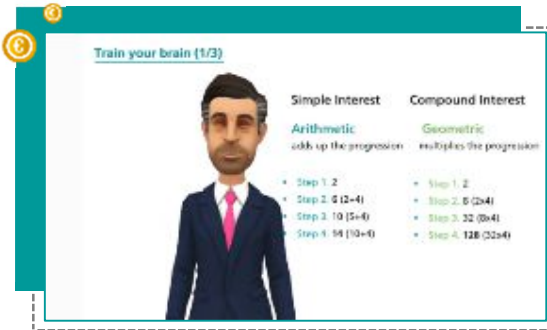 Train your brain (1/3)
Simple Interest
Arithmetic
adds up the progression
Step 1. 2
Step 2. 6 (2+4)
Step 3. 10 (6+4)
Step 4. 14 (10+4)
Compound Interest
Geometric
multiplies the progression
Step 1. 2
Step 2. 8 (2x4)
Step 3. 32 (8x4)
Step 4. 128 (32x4)